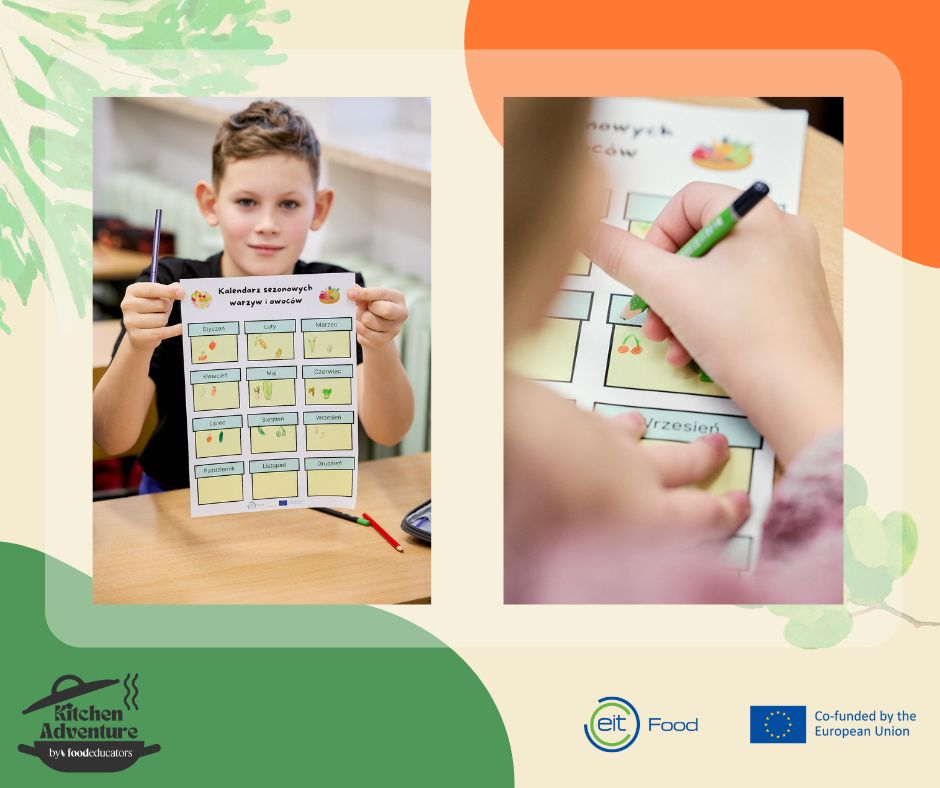 Kalendarz sezonowych
warzyw i owoców
Styczeń
Luty
Marzec
Kwiecień
Maj
Czerwiec
Lipiec
Sierpień
Wrzesień
Październik
Listopad
Grudzień
nowych
oców
Wrzesień
Kitchen
Adventure
by foodeducators
eit Food
Co-funded by the
European Union